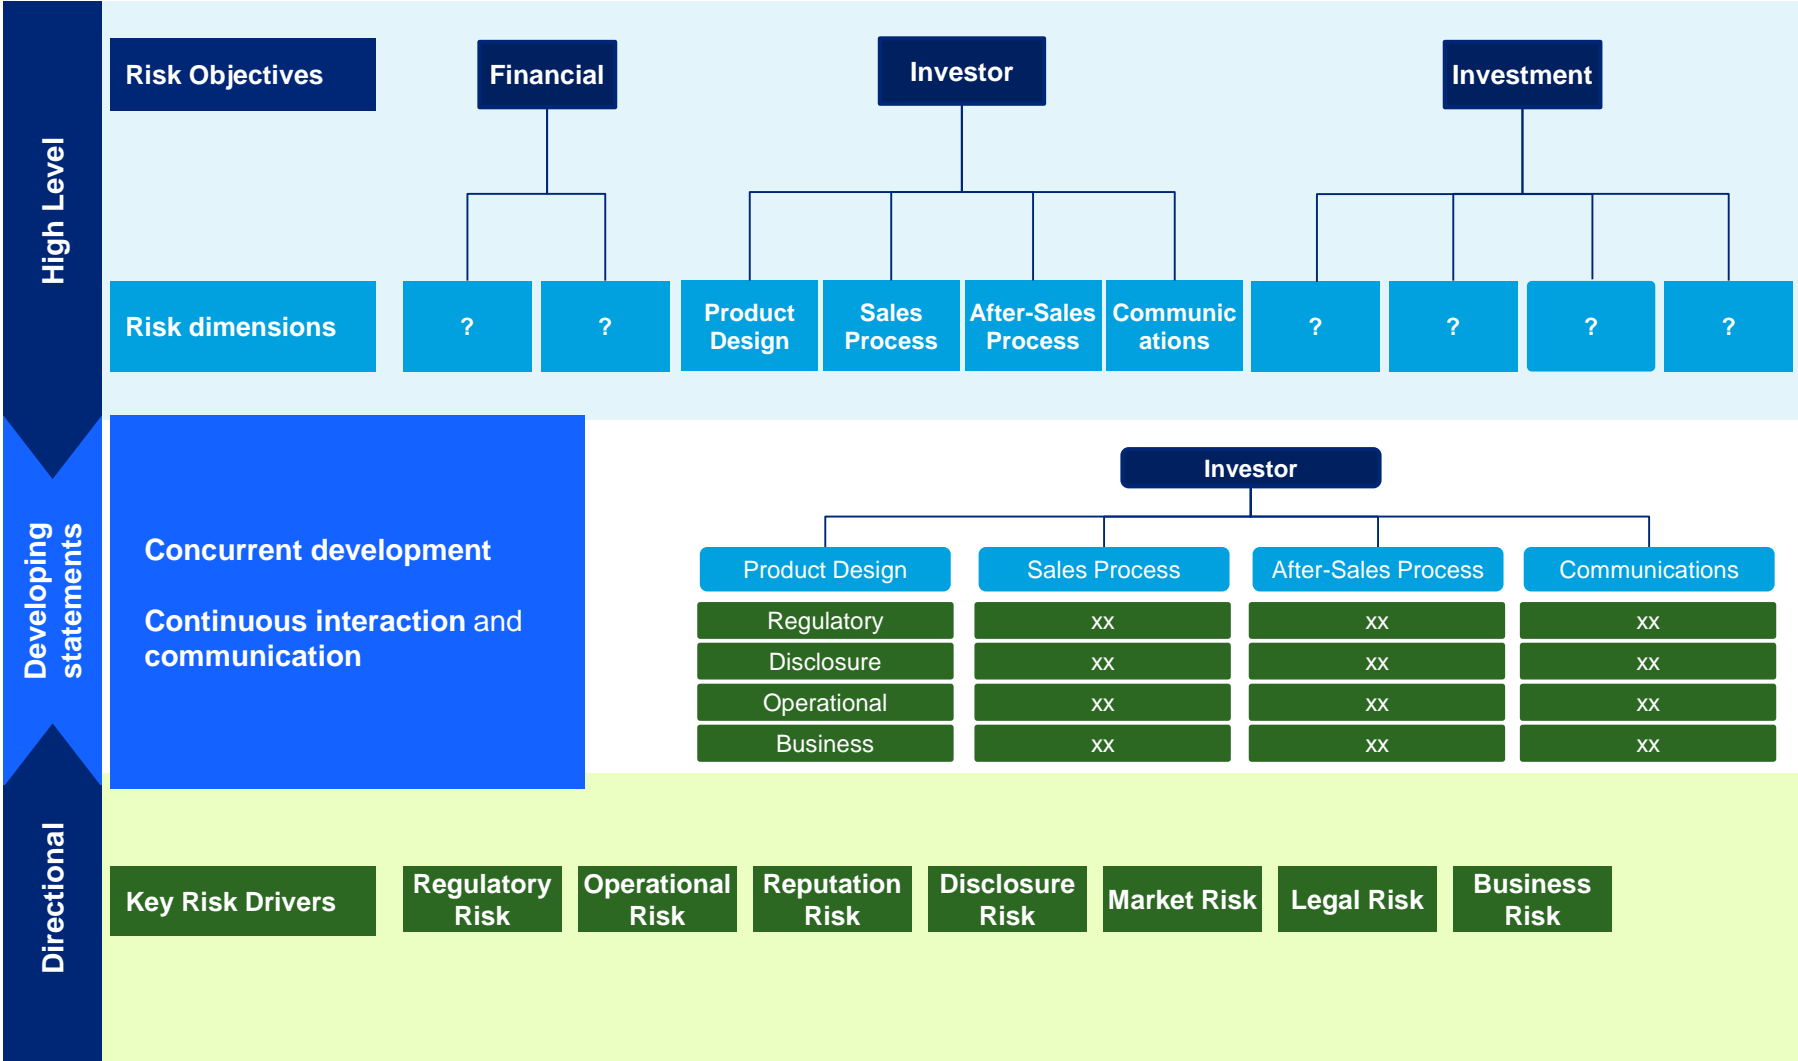 High Level
Risk Objectives
Financial
Investor
Investment
Risk dimensions
?
?
Product
Design
Sales
Process
After-Sales
Process
Communic
ations
?
?
?
?
Developing
statements
Concurrent development
Continuous interaction and
communication
Investor
Product Design
Sales Process
After-Sales Process
Communications
Regulatory
xx
xx
xx
Disclosure
xx
xx
xx
Operational
xx
xx
xx
Business
xx
xx
xx
Directional
Key Risk Drivers
Regulatory
Risk
Operational
Risk
Reputation
Risk
Disclosure
Risk
Market Risk
Legal Risk
Business
Risk